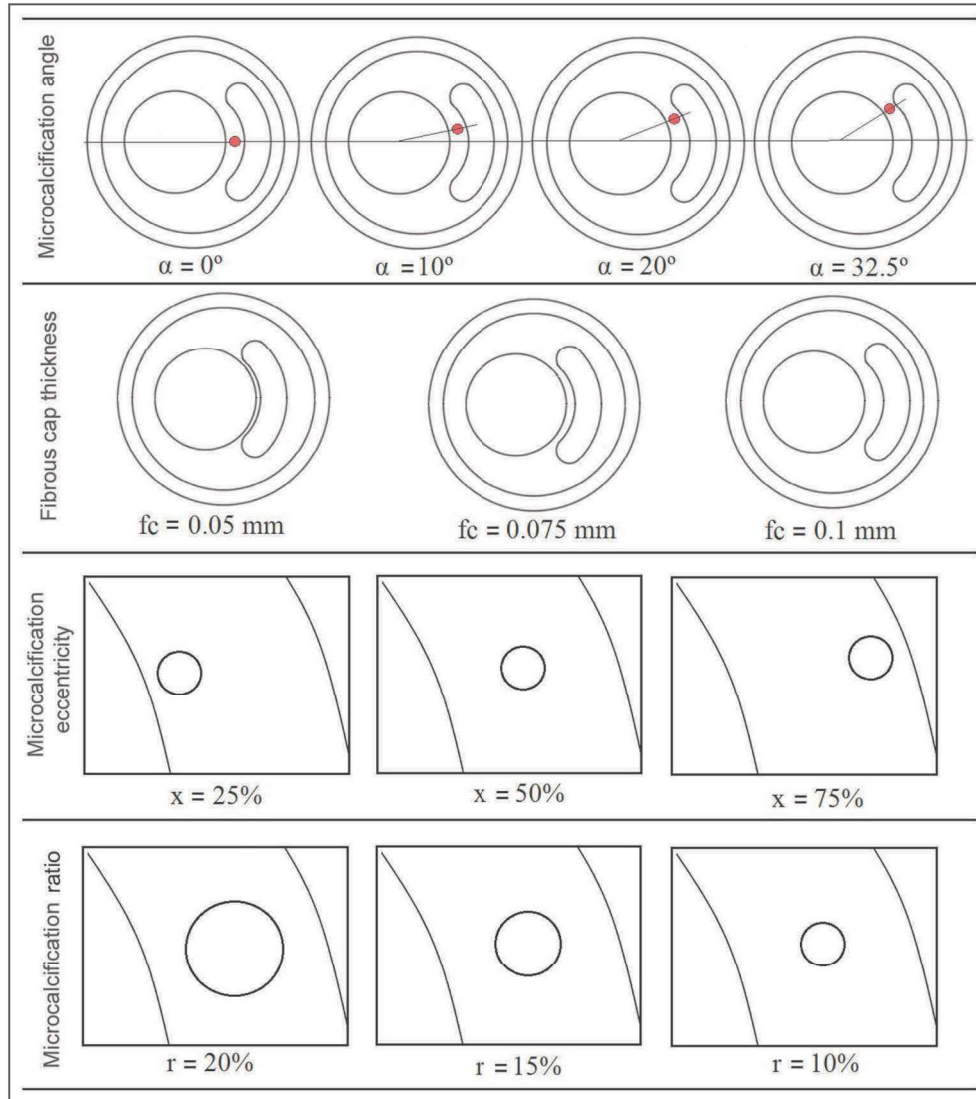 Microcalcification angle
α = 0º
α = 10º
α = 20º
α = 32.5º
Fibrous cap thickness
fc = 0.05 mm
fc = 0.075 mm
fc = 0.1 mm
Microcalcification
eccentricity
x = 25%
x = 50%
x = 75%
Microcalcification ratio
r = 20%
r = 15%
r = 10%